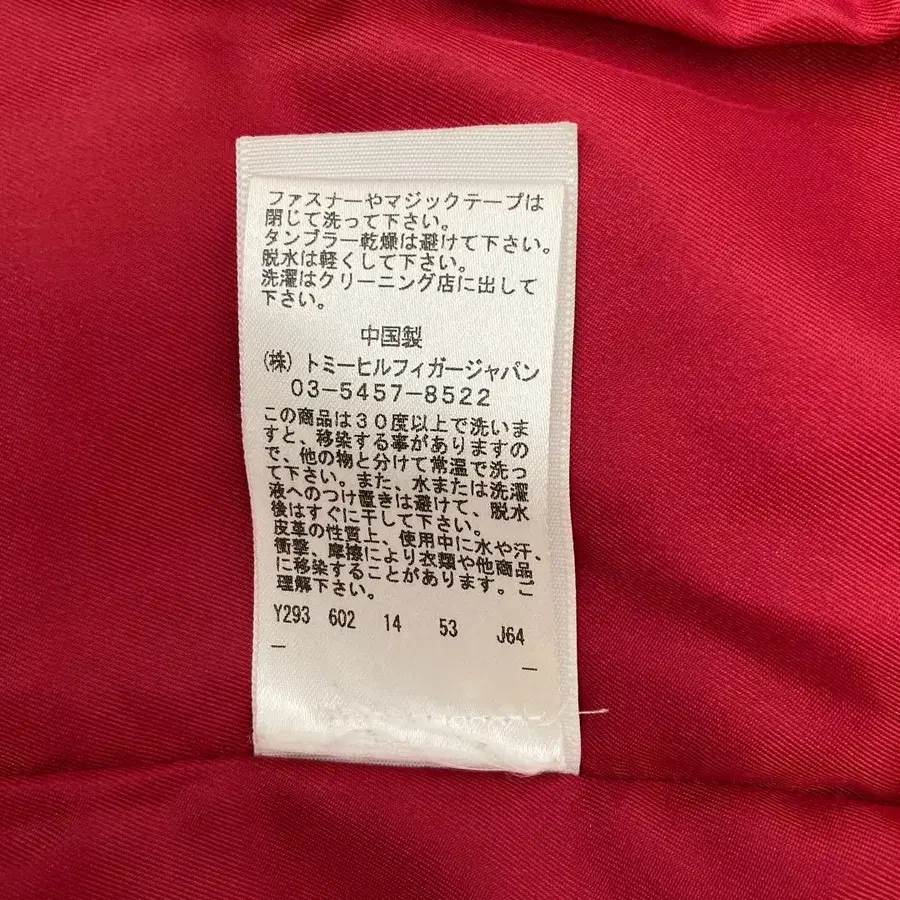 ファスナーやマジックテープは
閉じて洗って下さい。
タンブラー乾燥は避けて下さい。
脱水は軽くして下さい。
洗濯はクリーニング店に出して
下さい。
中国製
(株) トミーヒルフィガージャパン
03-5457-8522
この商品は30度以上で洗いま
すと、移染する事がありますの
で、他の物と分けて常温で洗っ
て下さい。また、水または洗濯
液へのつけ置きは避けて、脱水
後はすぐに干して下さい。
皮革の性質上、使用中に水や汗、
衝撃、摩擦により衣類や他商品
に移染することがあります。ご
理解下さい。
Y293 602 14 53 J64